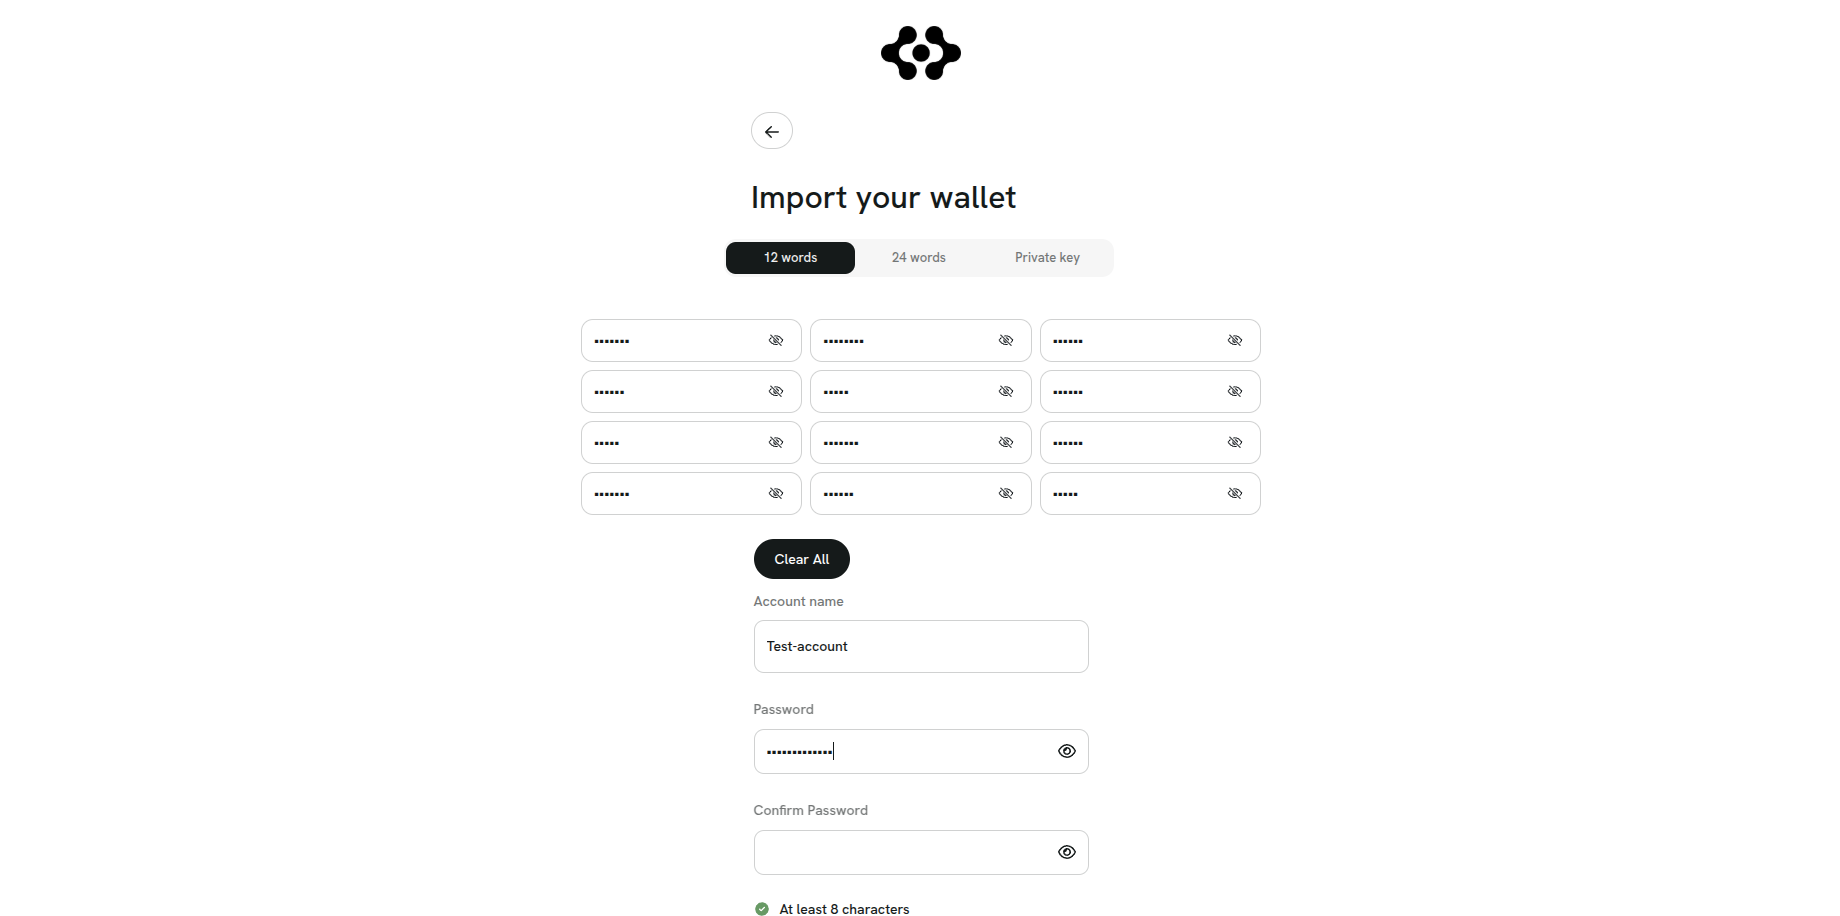 Import your wallet
12 words 24 words Private key
Clear All
Account name
Test-account
Password
Confirm Password
At least 8 characters